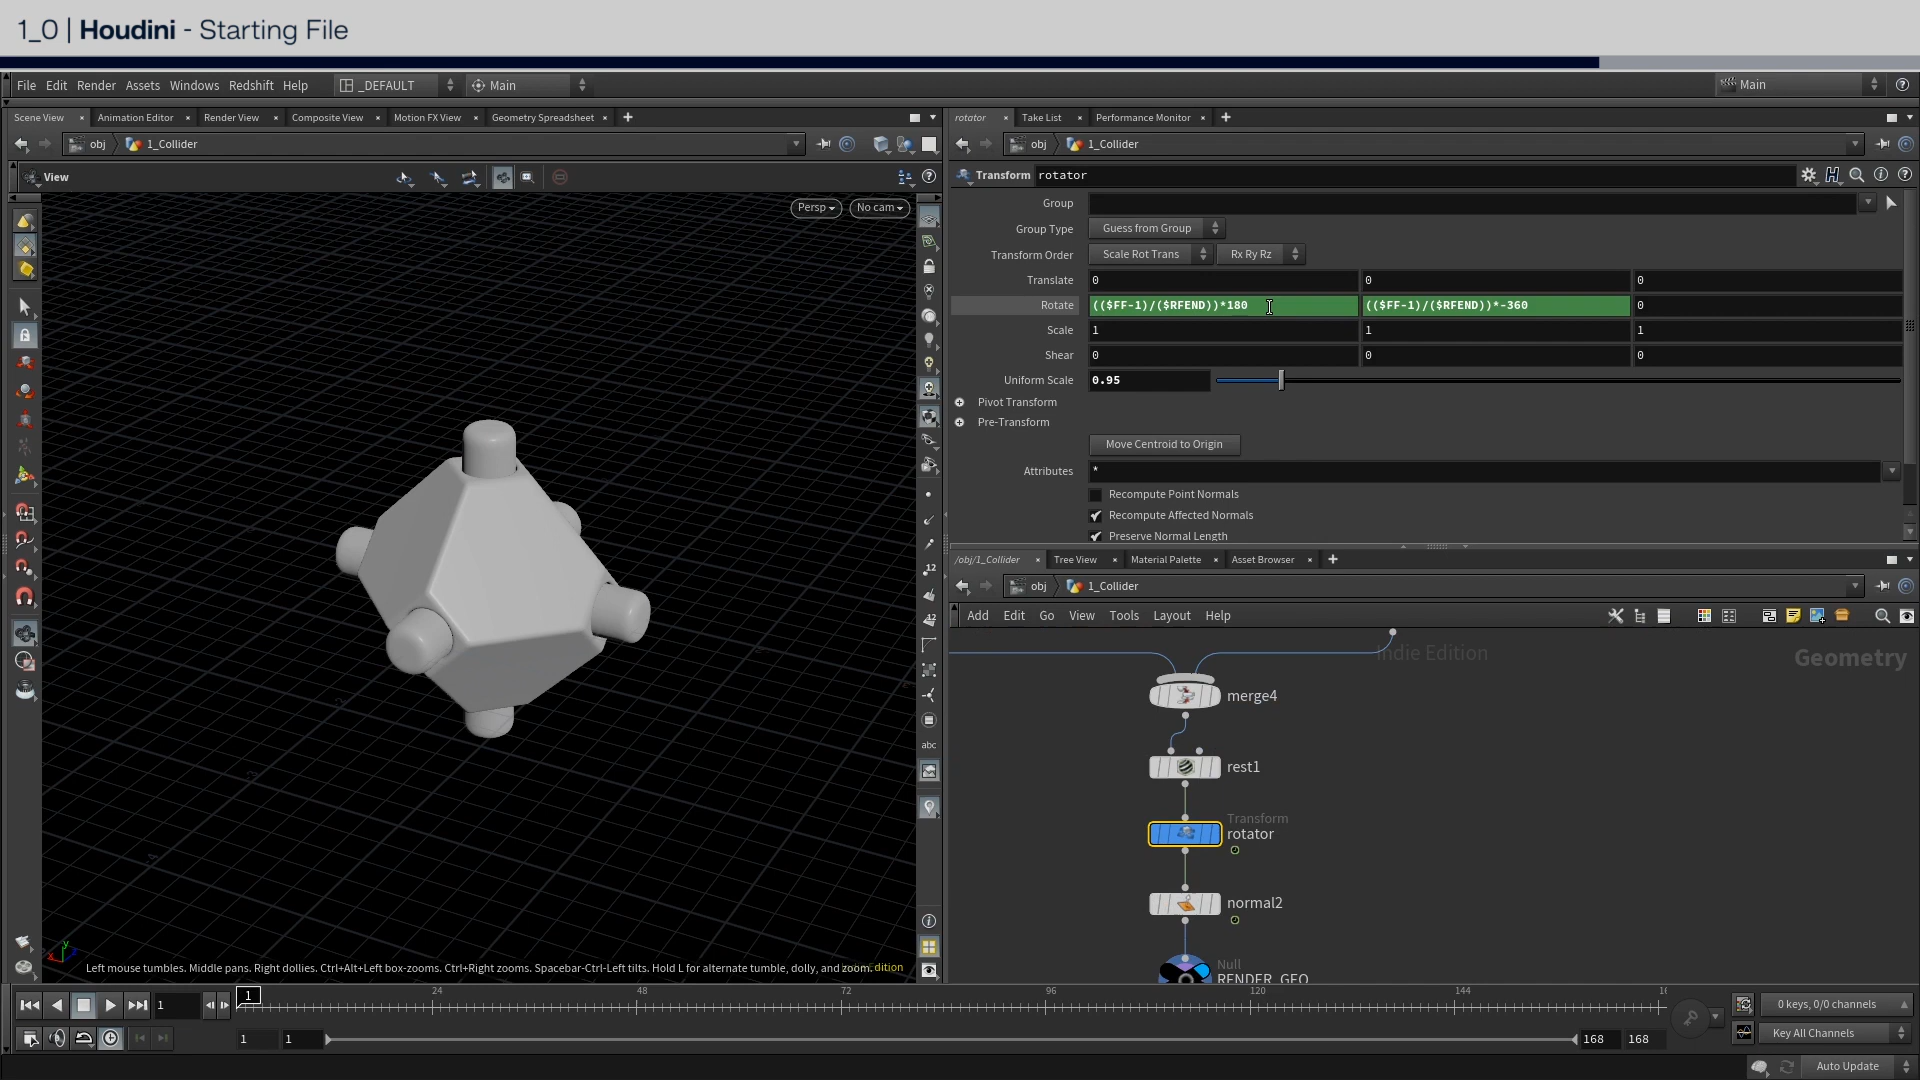 1_0 | Houdini - Starting File
File Edit Render Assets Windows Redshift Help _DEFAULT Main Main
Scene View Animation Editor Render View Composite View Motion FX View Geometry Spreadsheet
rotator Take List Performance Monitor
obj 1_Collider
obj 1_Collider
View
Transform rotator
Persp No cam
Group
Group Type Guess from Group
Transform Order Scale Rot Trans Rx Ry Rz
Translate 0 0 0
Rotate (($FF-1)/($RFEND))*180 (($FF-1)/($RFEND))*-360 0
Scale 1 1 1
Shear 0 0 0
Uniform Scale 0.95
Pivot Transform
Pre-Transform
Move Centroid to Origin
Attributes *
Recompute Point Normals
Recompute Affected Normals
Preserve Normal Length
/obj/1_Collider Tree View Material Palette Asset Browser
obj 1_Collider
Add Edit Go View Tools Layout Help
Indie Edition
Geometry
merge4
rest1
Transform
rotator
normal2
Null
RENDER_GEO
12
12
abc
x y
Left mouse tumbles. Middle pans. Right dollies. Ctrl+Alt+Left box-zooms. Ctrl+Right zooms. Spacebar-Ctrl-Left tilts. Hold L for alternate tumble, dolly, and zoom.
1 1 24 48 72 96 120 144 16
0 keys, 0/0 channels
1 1 168 168
Key All Channels
Auto Update